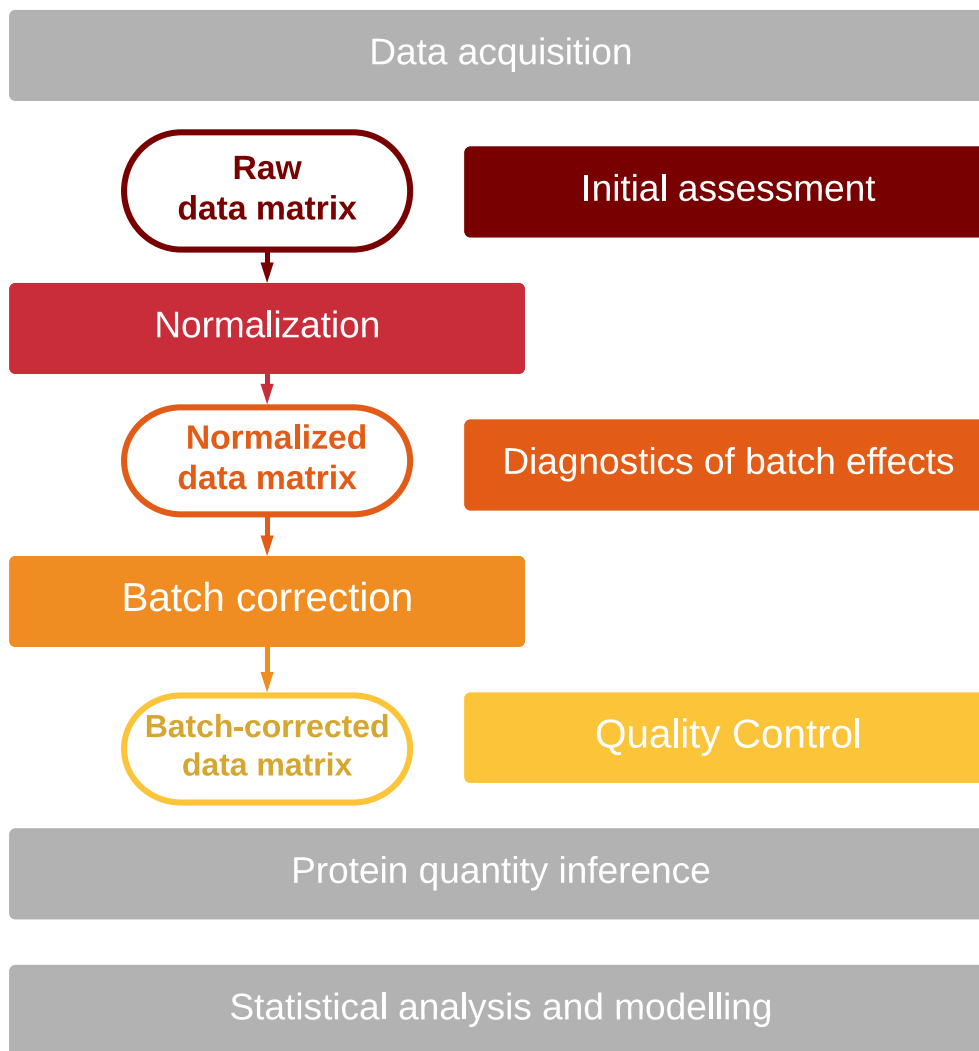 Data acquisition
Raw
data matrix
Initial assessment
Normalization
Normalized
data matrix
Diagnostics of batch effects
Batch correction
Batch-corrected
data matrix
Quality Control
Protein quantity inference
Statistical analysis and modelling